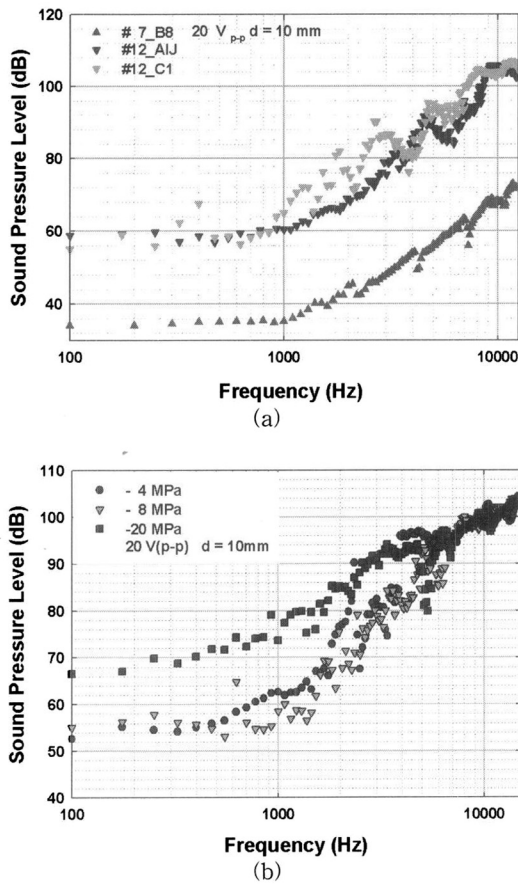 Sound Pressure Level (dB)
120
100
80
60
40
# 7_B8 20 V p-p d = 10 mm
#12_AIJ
#12_C1
100 1000 10000
Frequency (Hz)
(a)
Sound Pressure Level (dB)
110
100
90
80
70
60
50
40
- 4 MPa
- 8 MPa
-20 MPa
20 V(p-p) d = 10mm
100 1000 10000
Frequency (Hz)
(b)